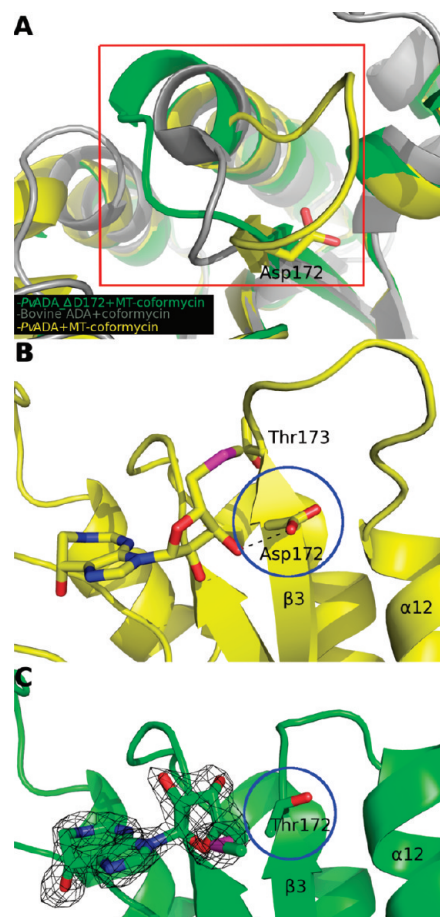 A
Asp172
-PvADA ΔD172+MT-coformycin
-Bovine ADA+coformycin
-PvADA+MT-coformycin
B
Thr173
Asp172
β3
α12
C
Thr172
β3
α12